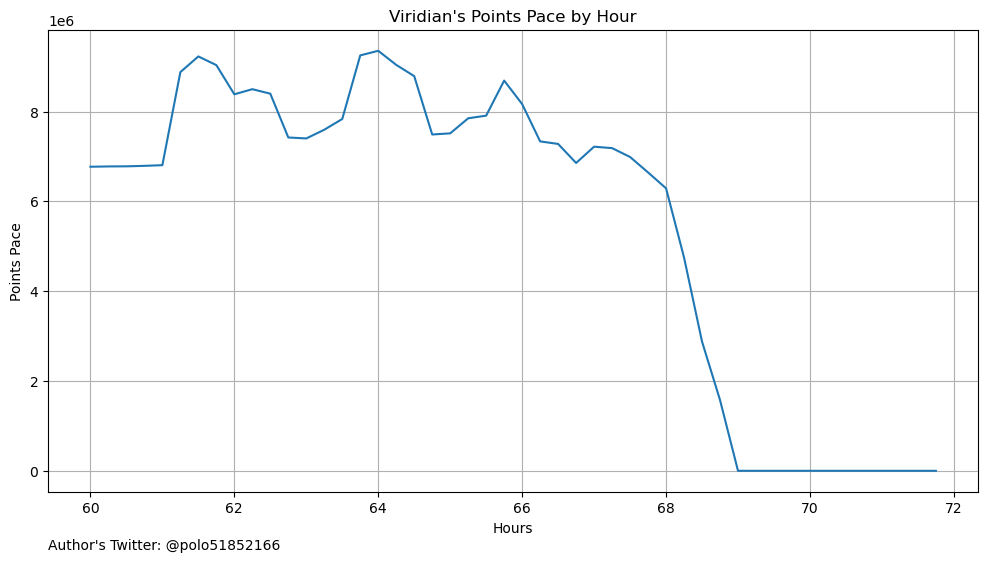 Viridian's Points Pace by Hour
1e6
8
6
4
2
0
Points Pace
60 62 64 66 68 70 72
Hours
Author's Twitter: @polo51852166